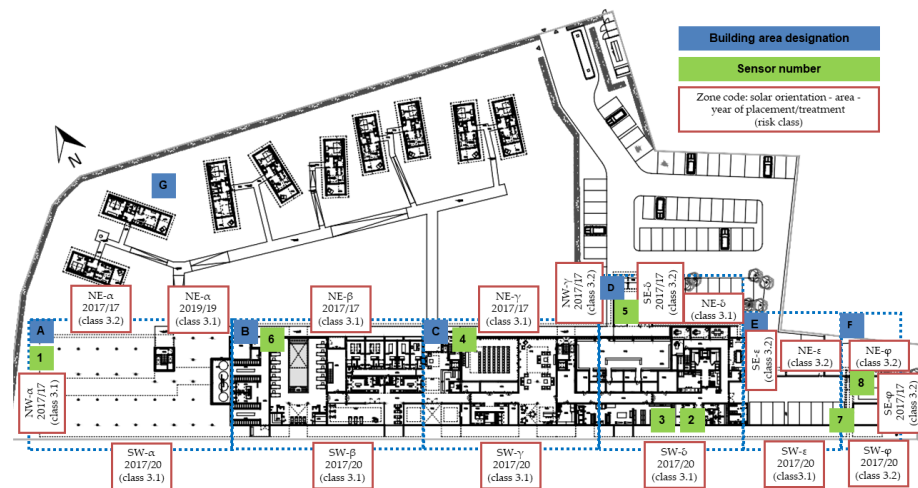 Building area designation
Sensor number
Zone code: solar orientation - area -
year of placement/treatment
(risk class)
N
G
NE-α
2017/17
(class 3.2)
NE-α
2019/19
(class 3.1)
NE-β
2017/17
(class 3.1)
NE-γ
2017/17
(class 3.1)
NW-γ
2017/17
(class 3.2)
D
5
SE-δ
2017/17
(class 3.2)
NE-δ
(class 3.1)
A
1
B
6
C
4
E
F
SE-ε
(class 3.2)
NE-ε
(class 3.2)
NE-φ
(class 3.2)
8
NW-α
2017/17
(class 3.1)
3
2
7
SE-φ
2017/17
(class 3.2)
SW-α
2017/20
(class 3.1)
SW-β
2017/20
(class 3.1)
SW-γ
2017/20
(class 3.1)
SW-δ
2017/20
(class 3.1)
SW-ε
2017/20
(class3.1)
SW-φ
2017/20
(class 3.2)